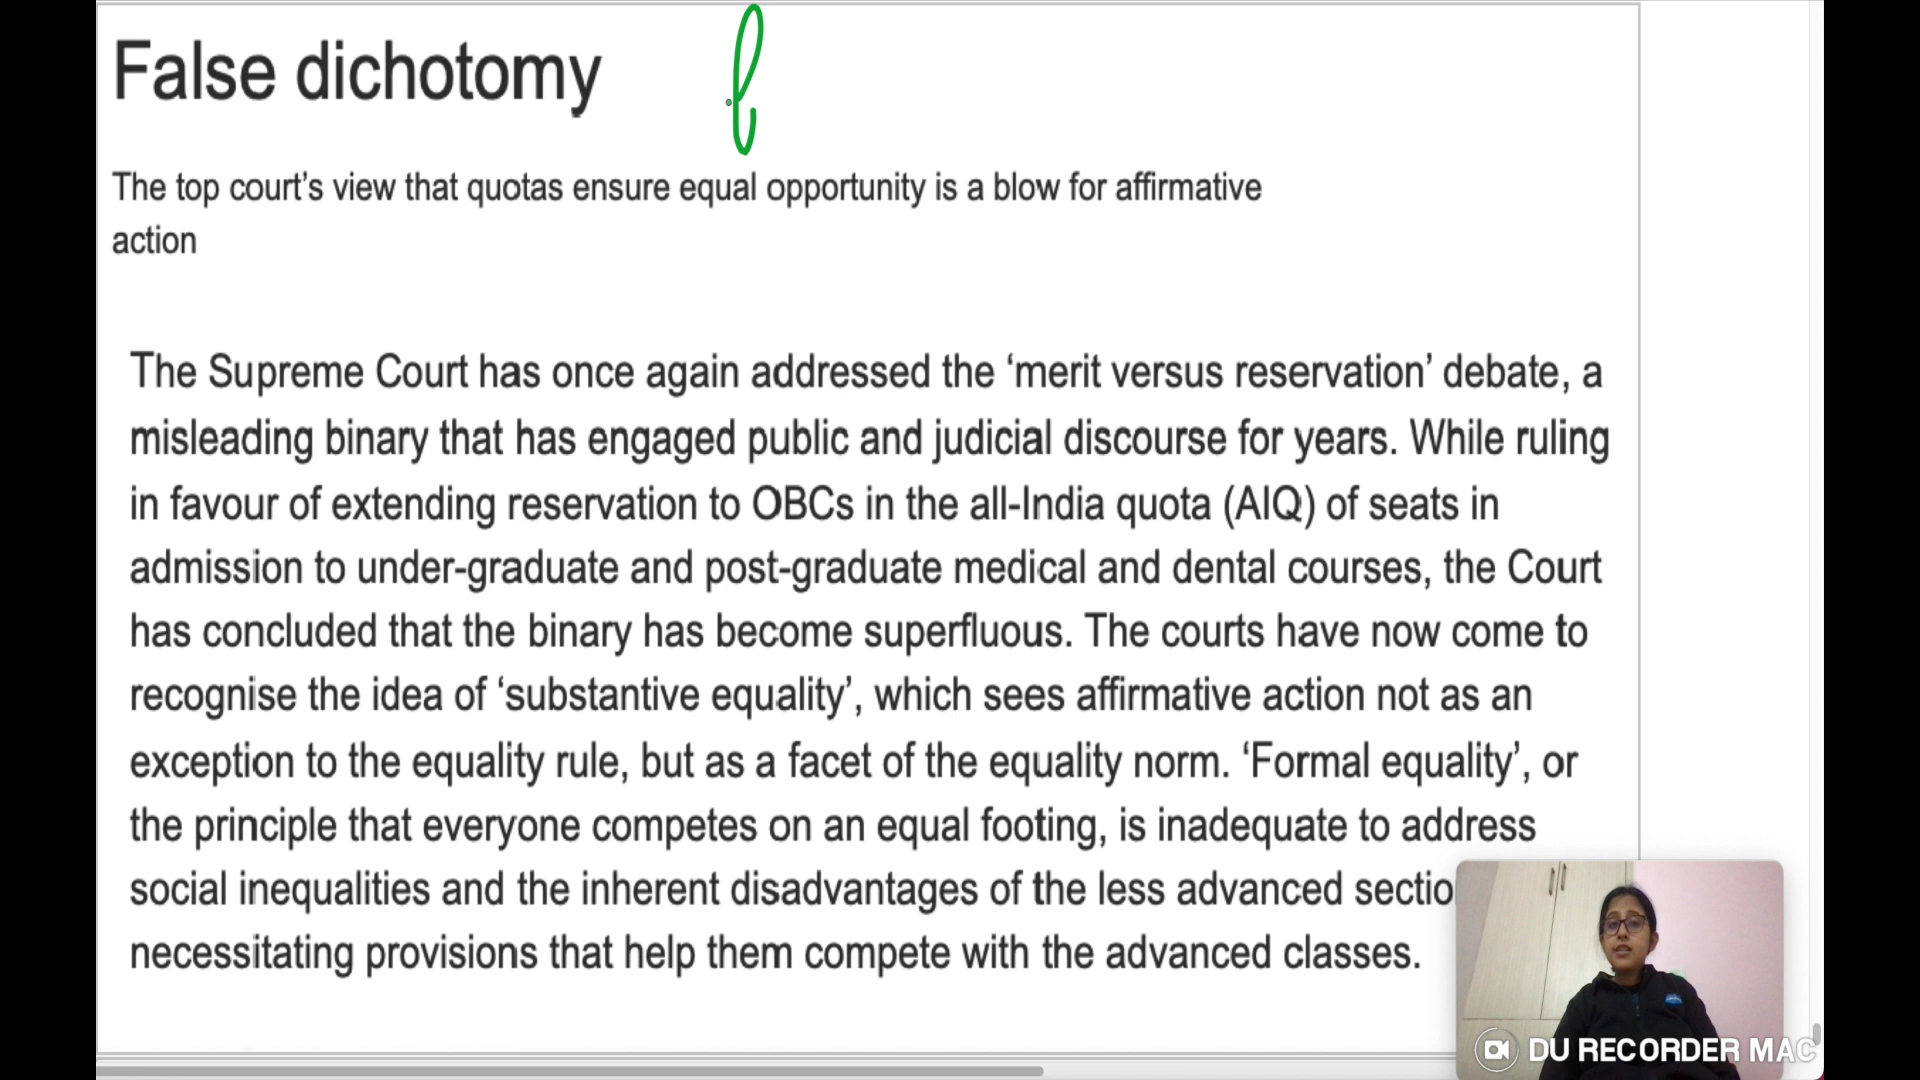 False dichotomy
The top court's view that quotas ensure equal opportunity is a blow for affirmative
action
The Supreme Court has once again addressed the ‘merit versus reservation’ debate, a
misleading binary that has engaged public and judicial discourse for years. While ruling
in favour of extending reservation to OBCs in the all-India quota (AIQ) of seats in
admission to under-graduate and post-graduate medical and dental courses, the Court
has concluded that the binary has become superfluous. The courts have now come to
recognise the idea of ‘substantive equality’, which sees affirmative action not as an
exception to the equality rule, but as a facet of the equality norm. ‘Formal equality’, or
the principle that everyone competes on an equal footing, is inadequate to address
social inequalities and the inherent disadvantages of the less advanced
necessitating provisions that help them compete with the advanced classes.
DU RECORDER MAC